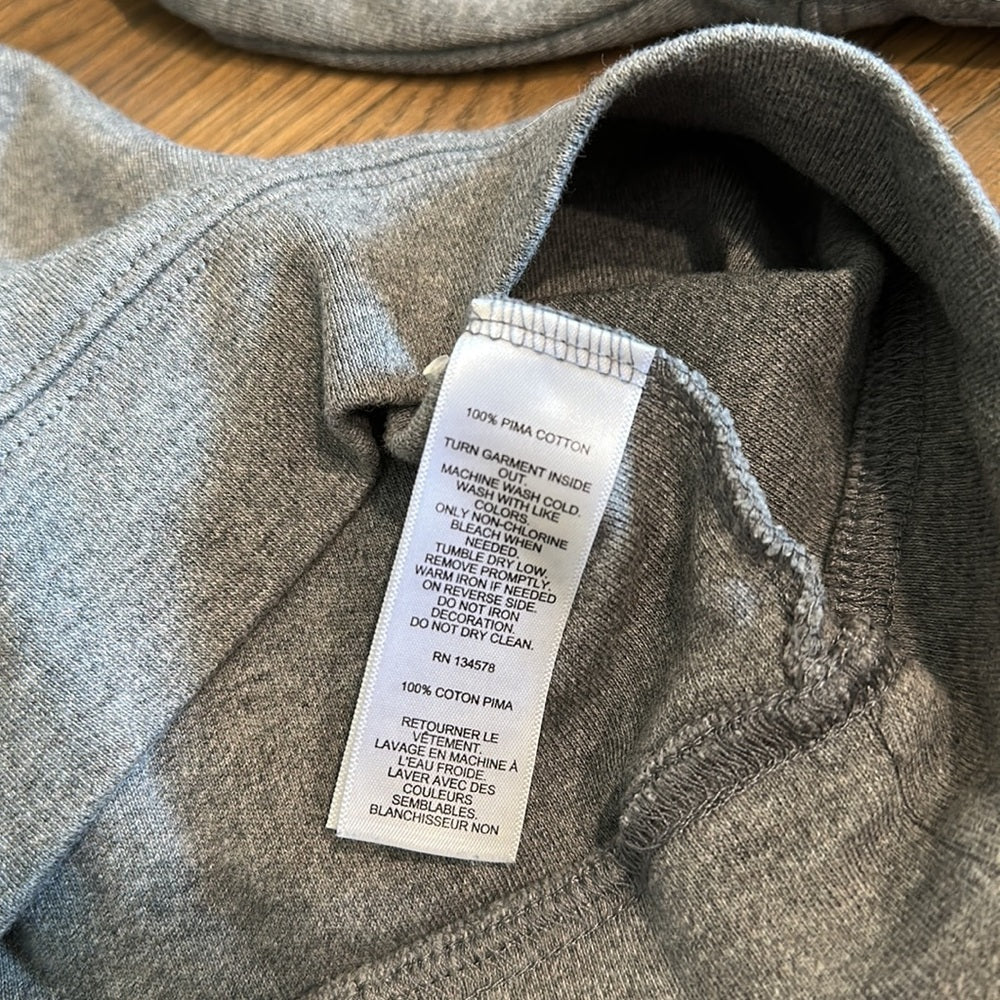 100% PIMA COTTON
TURN GARMENT INSIDE
OUT.
MACHINE WASH COLD.
WASH WITH LIKE
COLORS.
ONLY NON-CHLORINE
BLEACH WHEN
NEEDED.
TUMBLE DRY LOW,
REMOVE PROMPTLY.
WARM IRON IF NEEDED
ON REVERSE SIDE.
DO NOT IRON
DECORATION.
DO NOT DRY CLEAN.
RN 134578
100% COTON PIMA
RETOURNER LE
VÊTEMENT.
LAVAGE EN MACHINE À
L'EAU FROIDE.
LAVER AVEC DES
COULEURS
SEMBLABLES.
BLANCHISSEUR NON